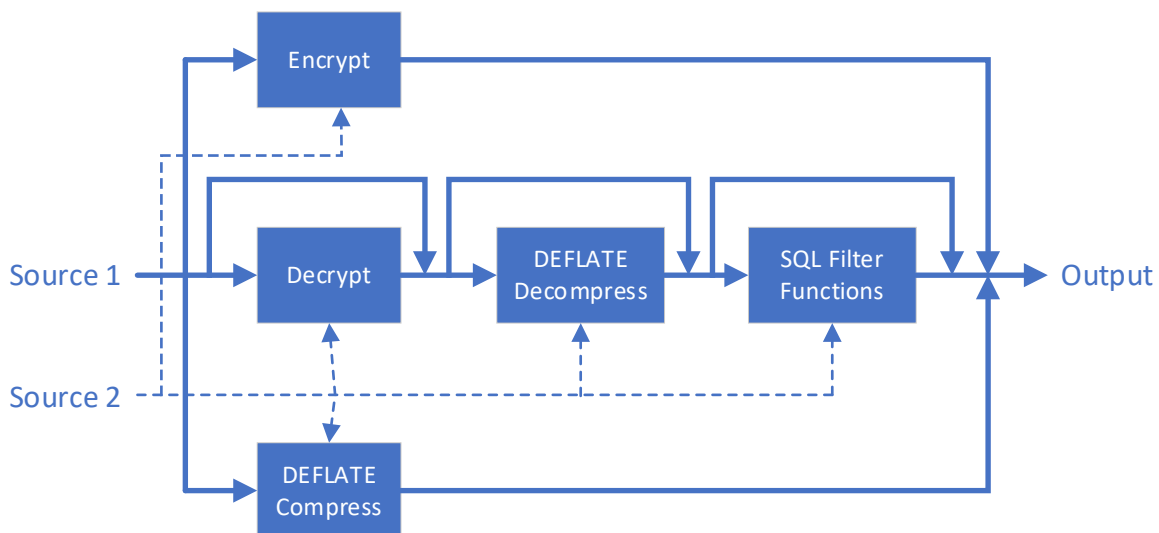 Encrypt
Source 1
Decrypt
DEFLATE
Decompress
SQL Filter
Functions
Output
Source 2
DEFLATE
Compress